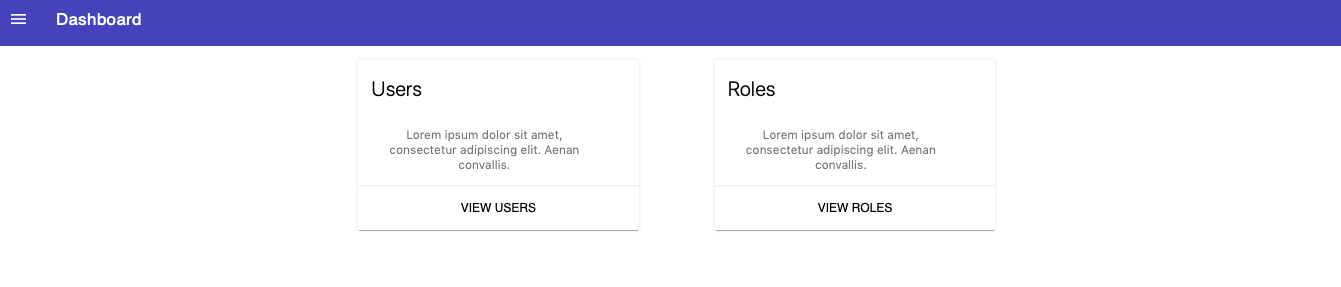 Dashboard
Users
Lorem ipsum dolor sit amet,
consectetur adipiscing elit. Aenan
convallis.
VIEW USERS
Roles
Lorem ipsum dolor sit amet,
consectetur adipiscing elit. Aenan
convallis.
VIEW ROLES